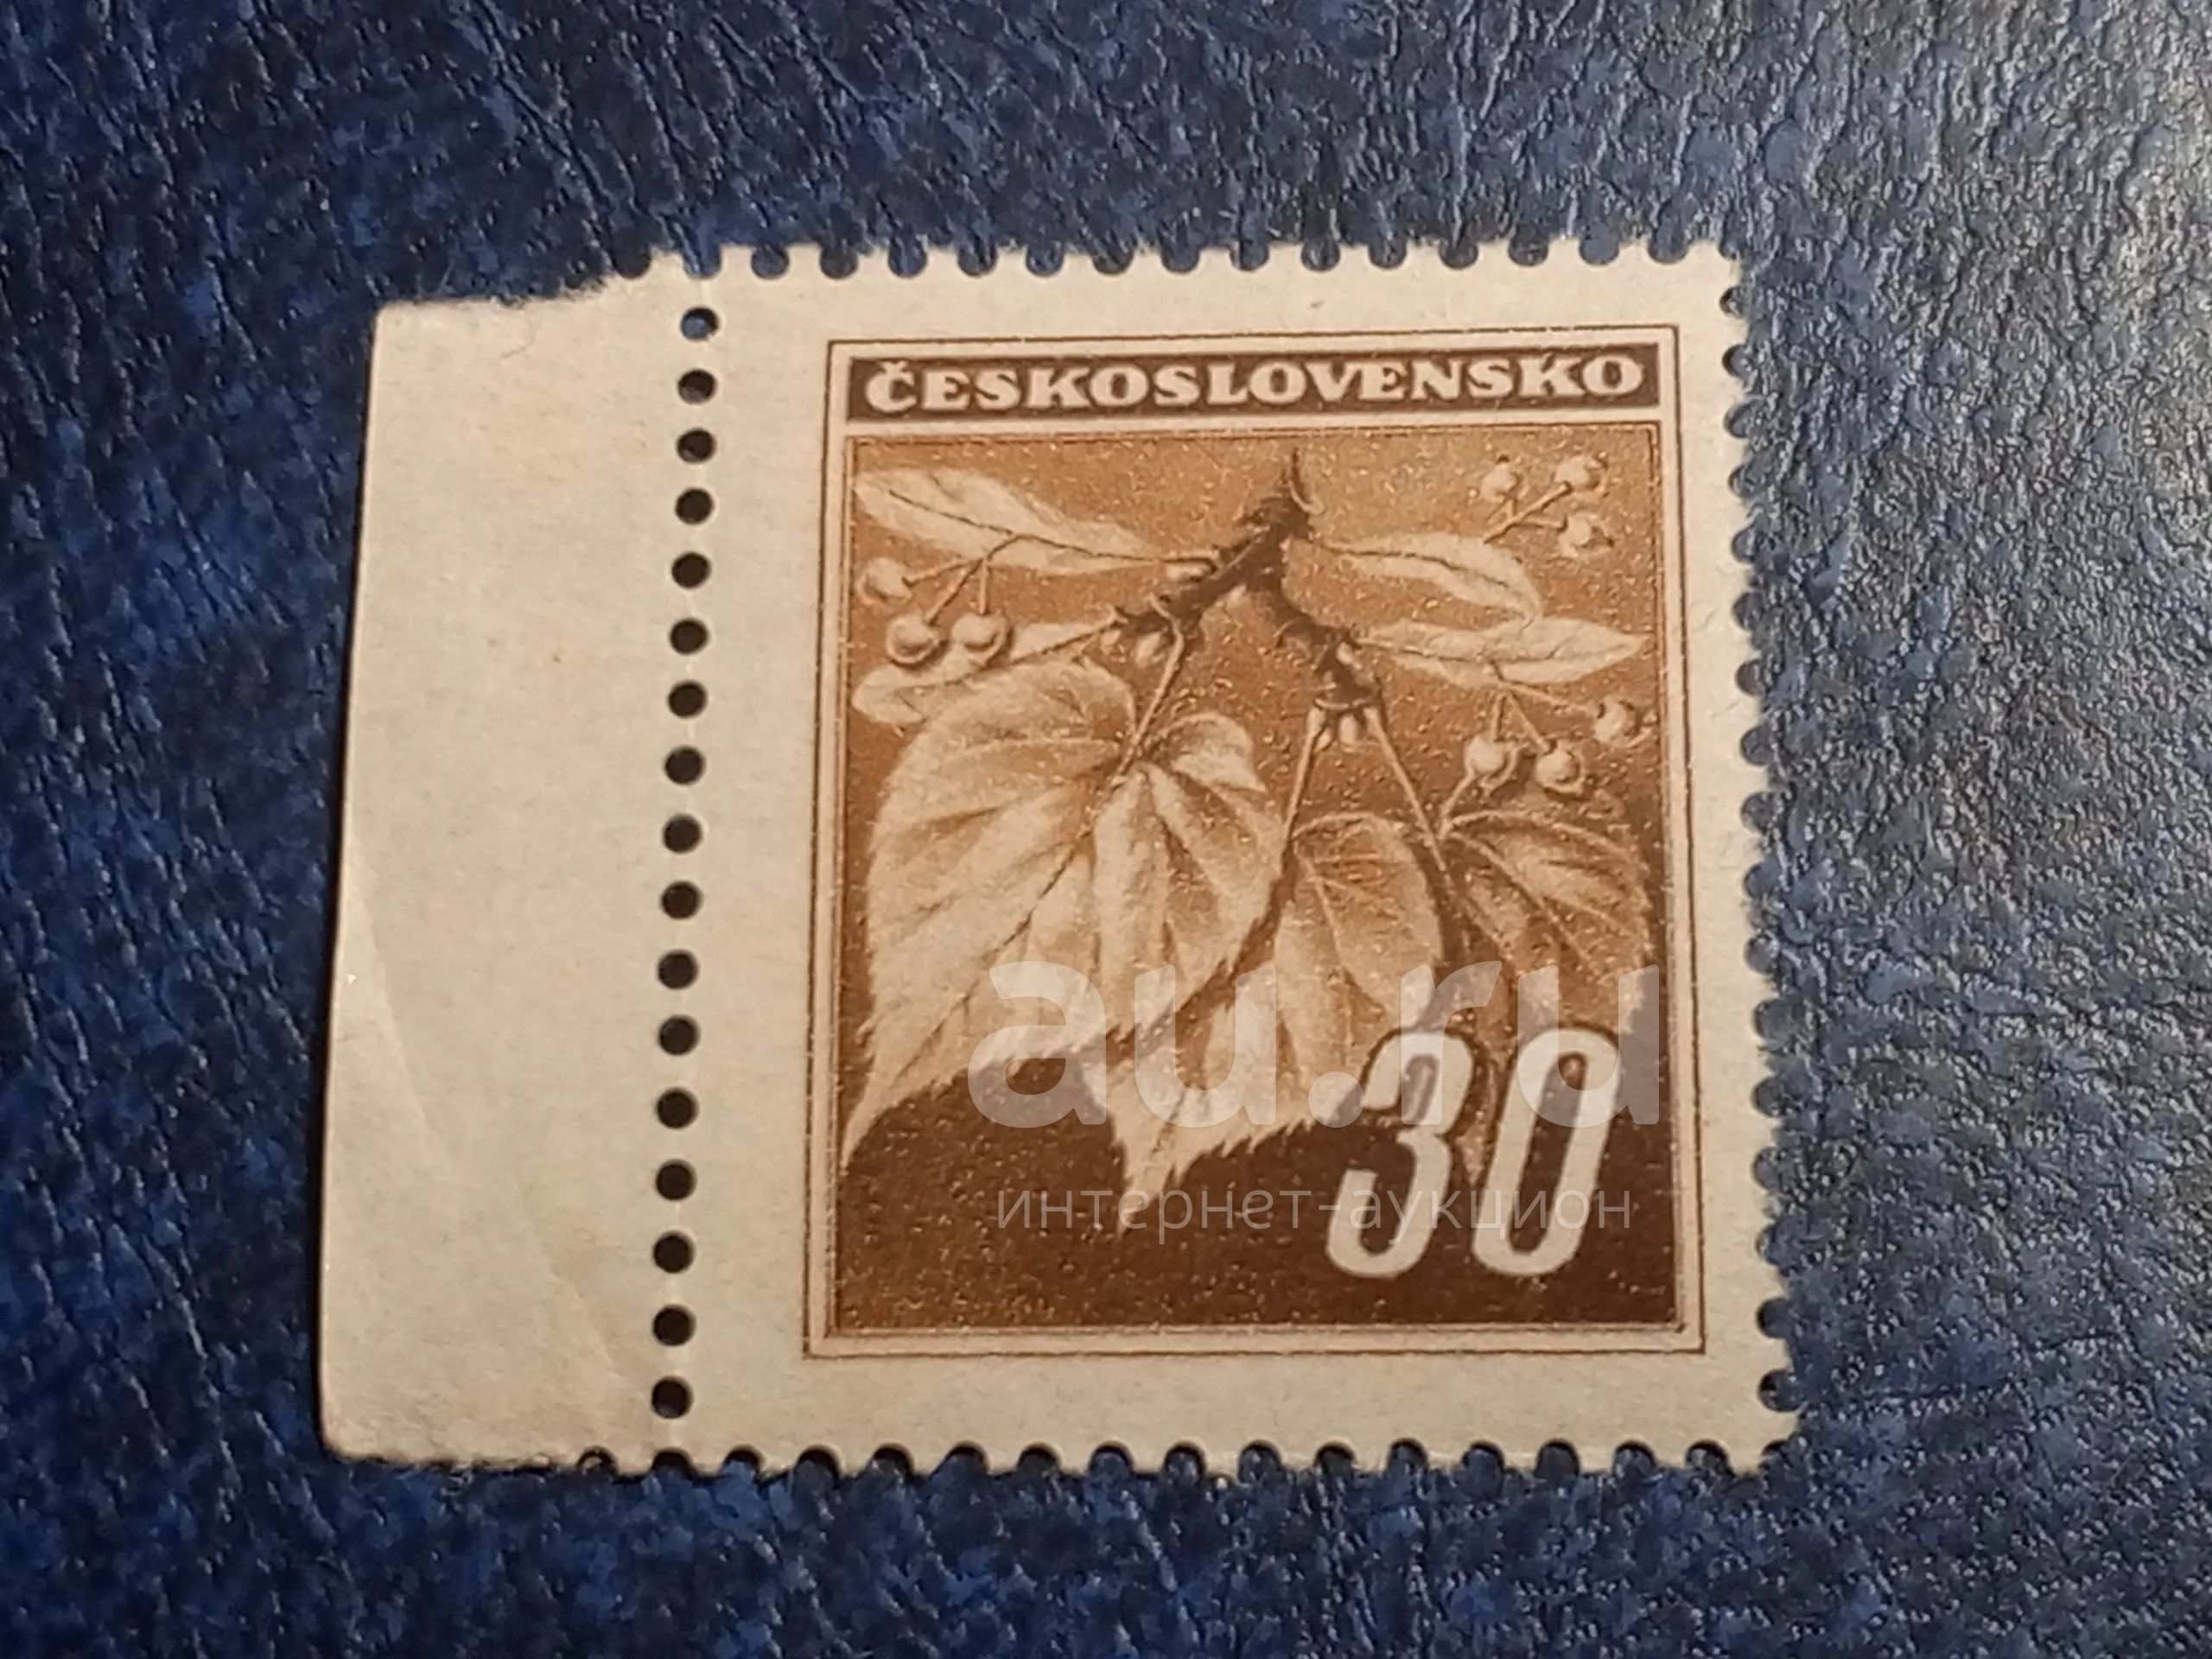 ČESKOSLOVENSKO
au.ru
30
интернет-аукцион